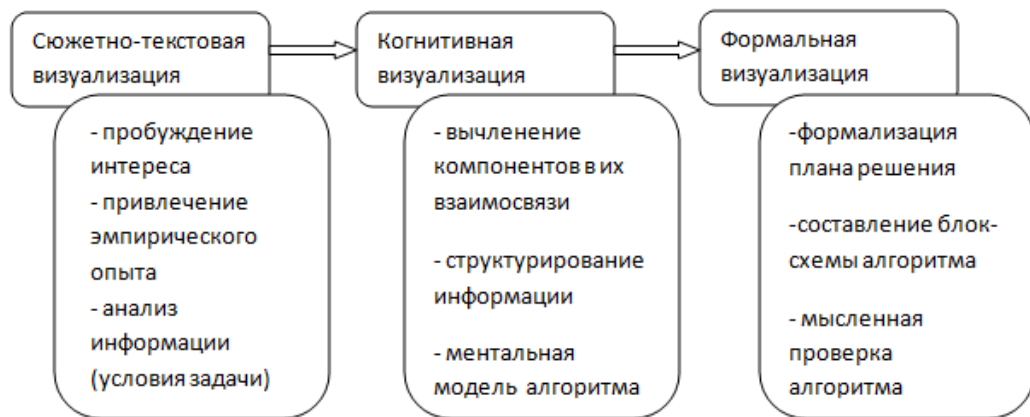 Сюжетно-текстовая
визуализация
- пробуждение
интереса
- привлечение
эмпирического
опыта
- анализ
информации
(условия задачи)
Когнитивная
визуализация
- вычленение
компонентов в их
взаимосвязи
- структурирование
информации
- ментальная
модель алгоритма
Формальная
визуализация
-формализация
плана решения
-составление блок-
схемы алгоритма
- мысленная
проверка
алгоритма